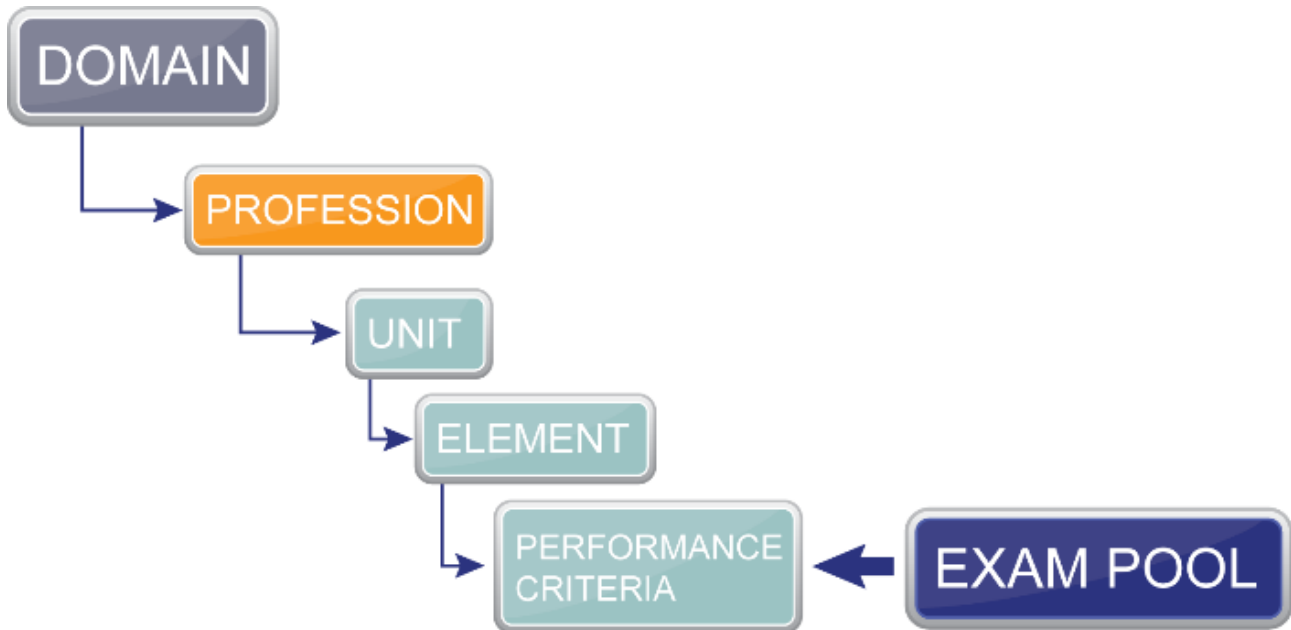 DOMAIN
PROFESSION
UNIT
ELEMENT
PERFORMANCE
CRITERIA
EXAM POOL